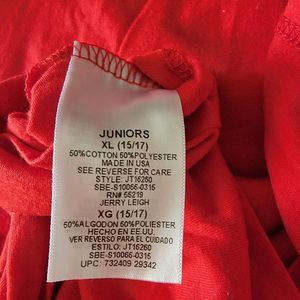 JUNIORS
XL (15/17)
50%COTTON 50%POLYESTER
MADE IN USA
SEE REVERSE FOR CARE
STYLE: JT16260
SBE-S10066-0315
RN# 55219
JERRY LEIGH
XG (15/17)
50%ALGODON 50%POLIESTER
HECHO EN EE.UU.
VER REVERSO PARA EL CUIDADO
ESTILO: JT16260
SBE-S10066-0315
UPC: 732409 29342